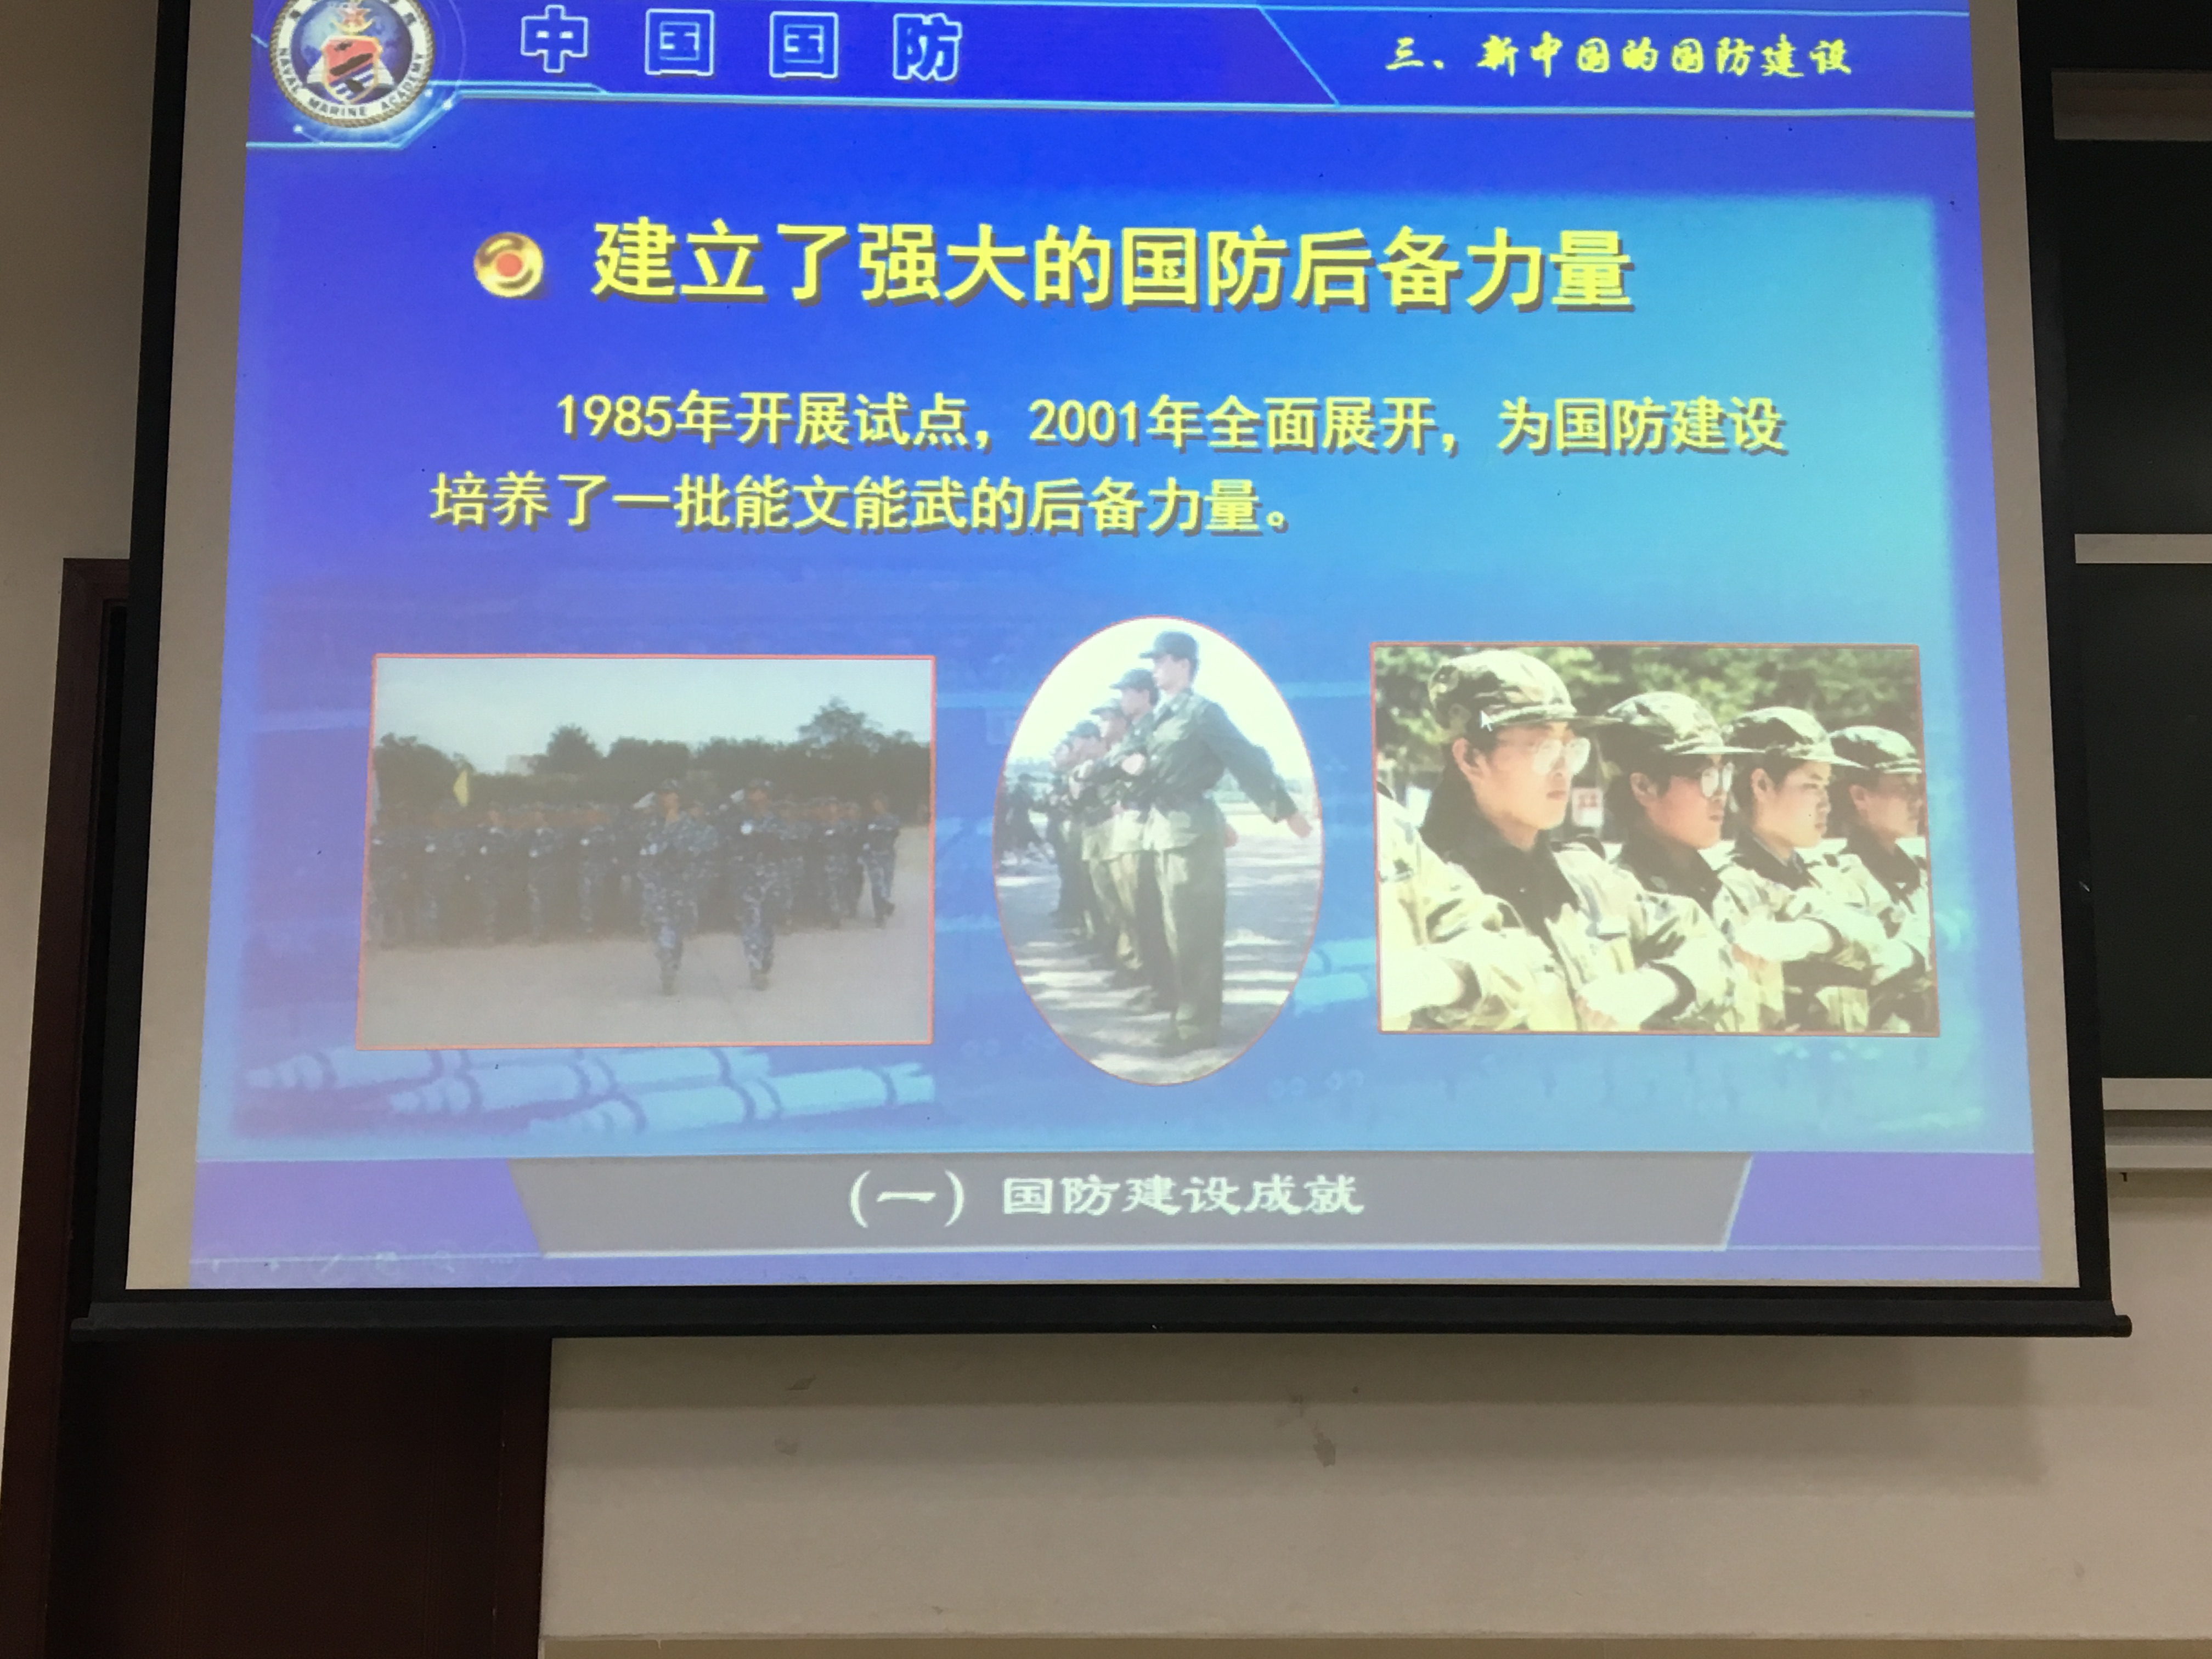 NAVAL MARINE ACADEMY
中国国防
三、新中国的国防建设
建立了强大的国防后备力量
1985年开展试点，2001年全面展开，为国防建设
培养了一批能文能武的后备力量。
(一) 国防建设成就